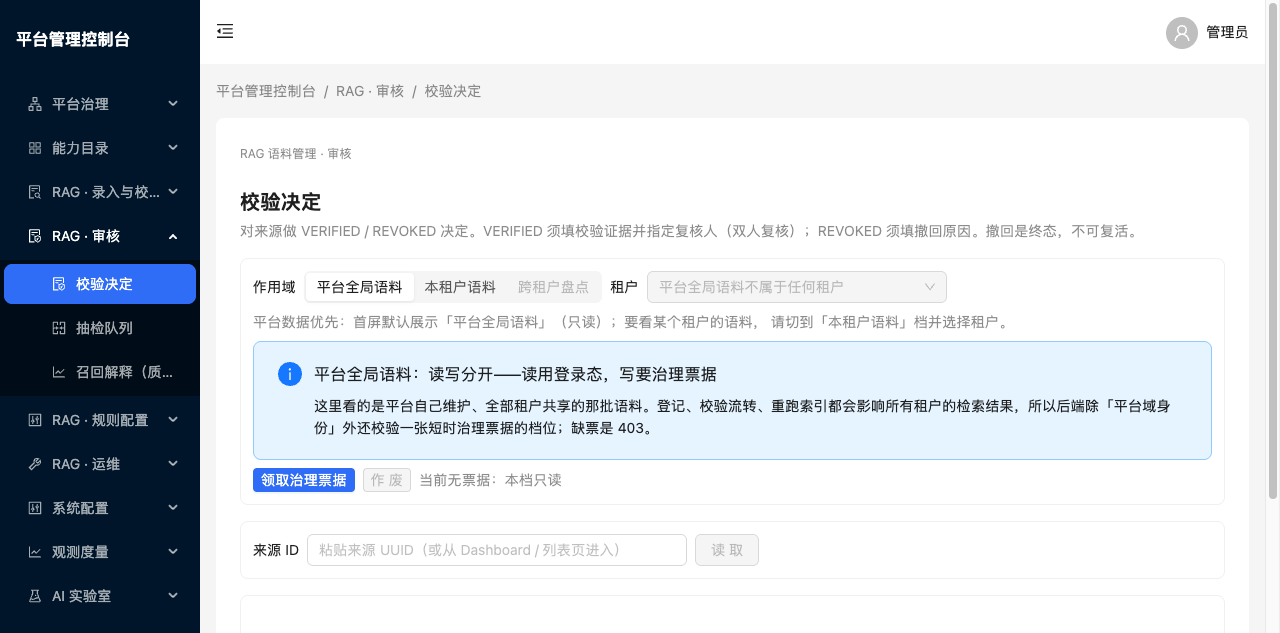 平台管理控制台
管理员
平台治理
能力目录
RAG · 录入与校...
RAG · 审核
校验决定
抽检队列
召回解释（质...
RAG · 规则配置
RAG · 运维
系统配置
观测度量
AI 实验室
平台管理控制台 / RAG · 审核 / 校验决定
RAG 语料管理 · 审核
校验决定
对来源做 VERIFIED / REVOKED 决定。VERIFIED 须填校验证据并指定复核人（双人复核）；REVOKED 须填撤回原因。撤回是终态，不可复活。
作用域 平台全局语料 本租户语料 跨租户盘点 租户 平台全局语料不属于任何租户
平台数据优先：首屏默认展示「平台全局语料」（只读）；要看某个租户的语料， 请切到「本租户语料」档并选择租户。
平台全局语料：读写分开——读用登录态，写要治理票据
这里看的是平台自己维护、全部租户共享的那批语料。登记、校验流转、重跑索引都会影响所有租户的检索结果，所以后端除「平台域身
份」外还校验一张短时治理票据的档位；缺票是 403。
领取治理票据 作 废 当前无票据：本档只读
来源 ID 粘贴来源 UUID（或从 Dashboard / 列表页进入） 读 取